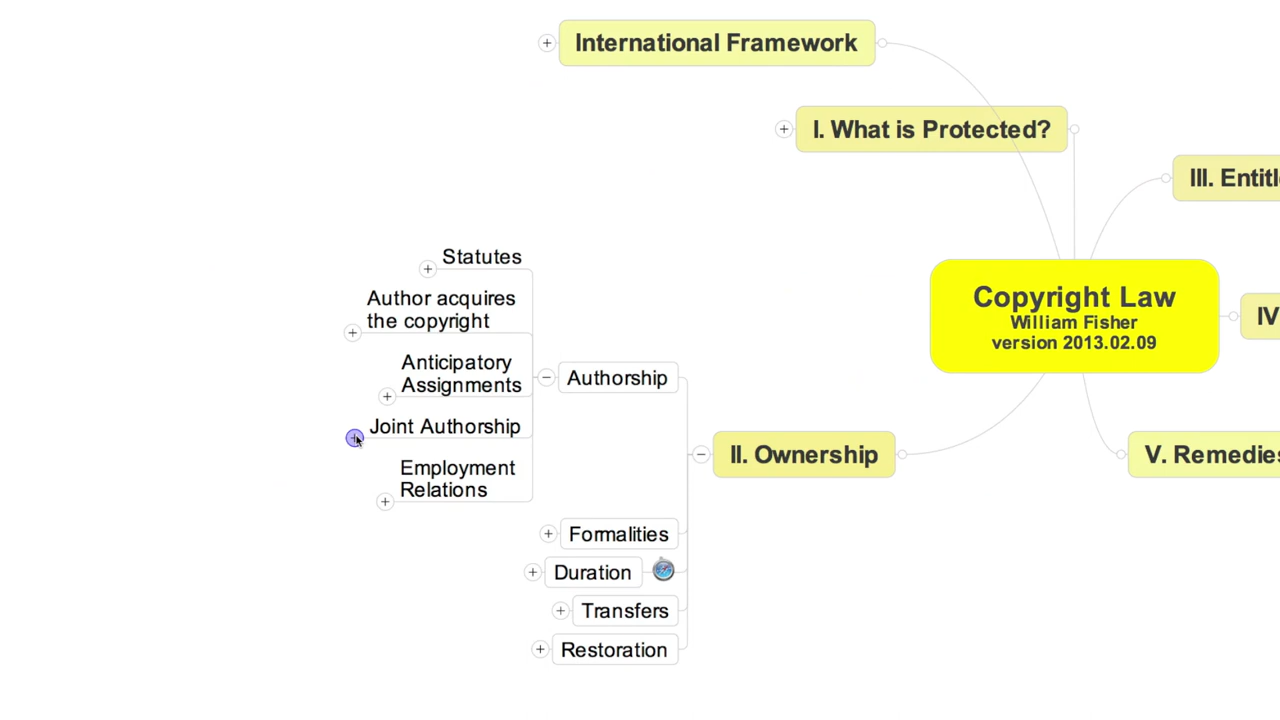 International Framework
I. What is Protected?
III. Entitl
Copyright Law
William Fisher
version 2013.02.09
IV
Statutes
Author acquires
the copyright
Anticipatory
Assignments
Authorship
Joint Authorship
Employment
Relations
II. Ownership
V. Remedies
Formalities
Duration
Transfers
Restoration